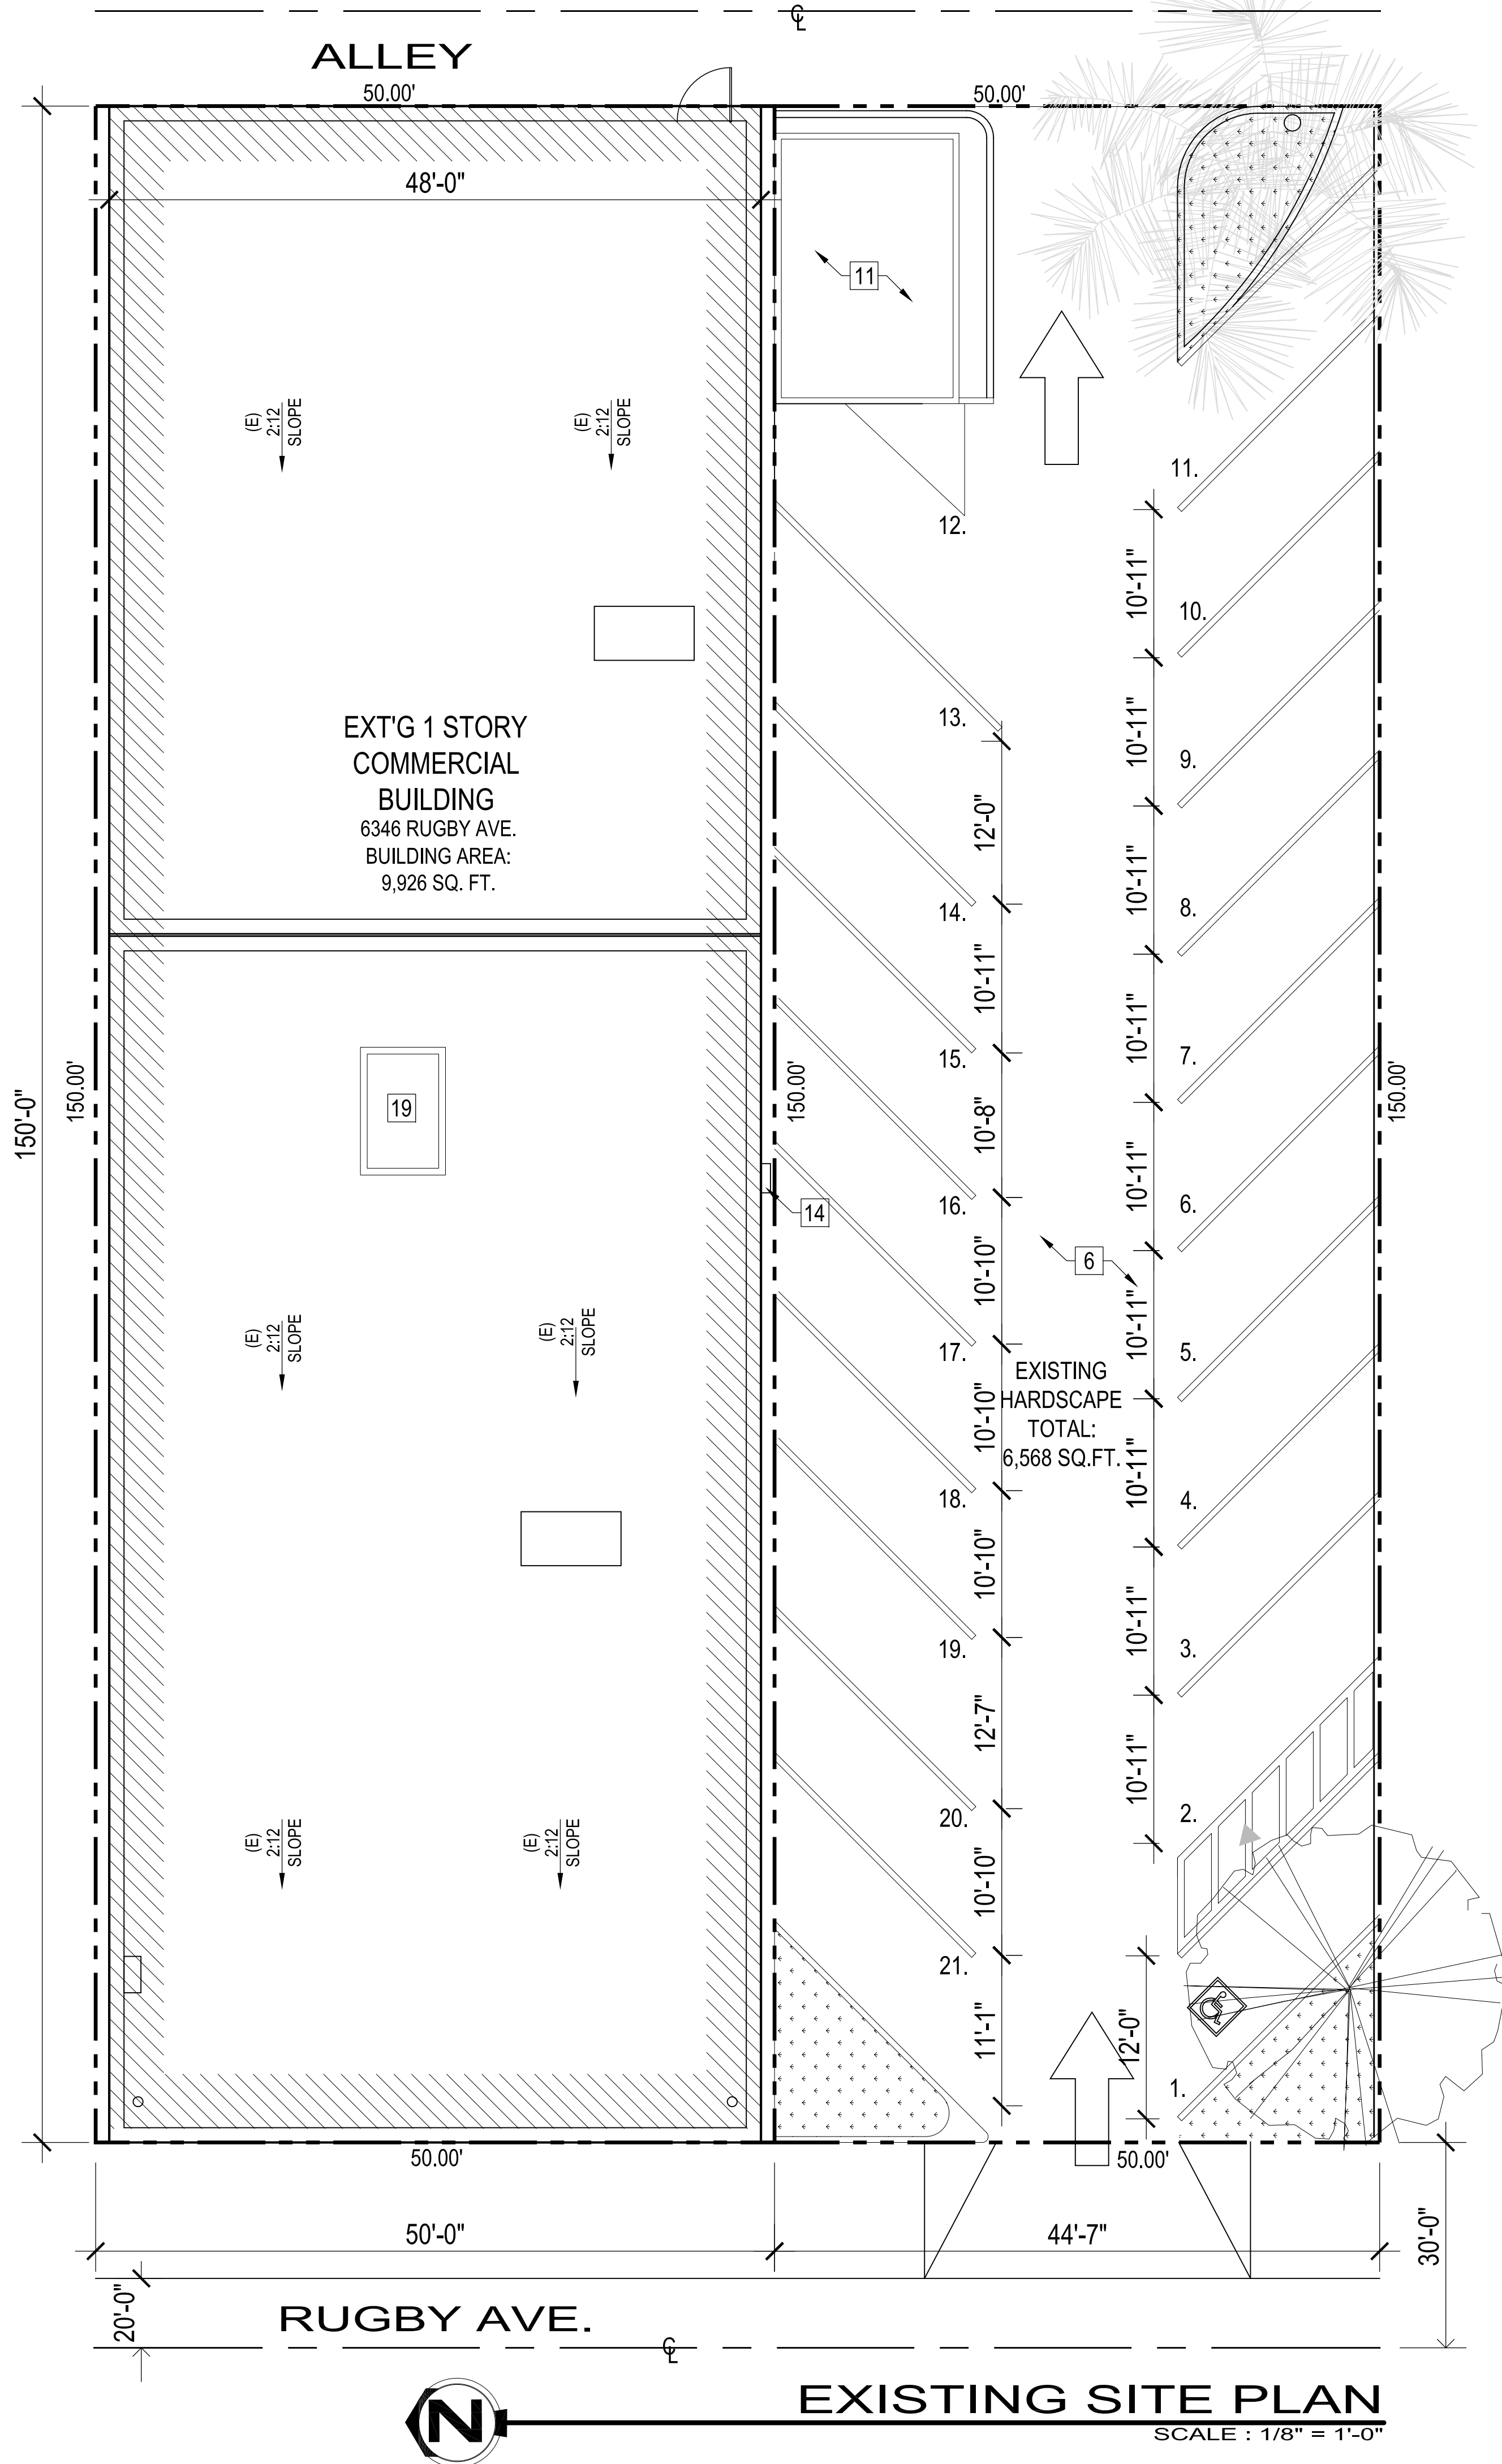 ℄
ALLEY
50.00'
50.00'
48'-0"
11
(E)
2:12
SLOPE
(E)
2:12
SLOPE
11.
12.
10'-11"
10.
EXT'G 1 STORY
COMMERCIAL
BUILDING
6346 RUGBY AVE.
BUILDING AREA:
9,926 SQ. FT.
13.
10'-11"
9.
12'-0"
14.
10'-11"
8.
10'-11"
15.
10'-11"
7.
150'-0"
150.00'
19
150.00'
150.00'
10'-8"
16.
10'-11"
6.
14
6
10'-10"
17.
10'-11"
5.
(E)
2:12
SLOPE
(E)
2:12
SLOPE
EXISTING
HARDSCAPE
TOTAL:
6,568 SQ.FT.
10'-10"
18.
10'-11"
4.
10'-10"
19.
10'-11"
3.
12'-7"
20.
10'-11"
2.
(E)
2:12
SLOPE
(E)
2:12
SLOPE
10'-10"
21.
11'-1"
12'-0"
1.
50.00'
50.00'
50'-0"
44'-7"
30'-0"
20'-0"
RUGBY AVE.
℄
N
EXISTING SITE PLAN
SCALE : 1/8" = 1'-0"